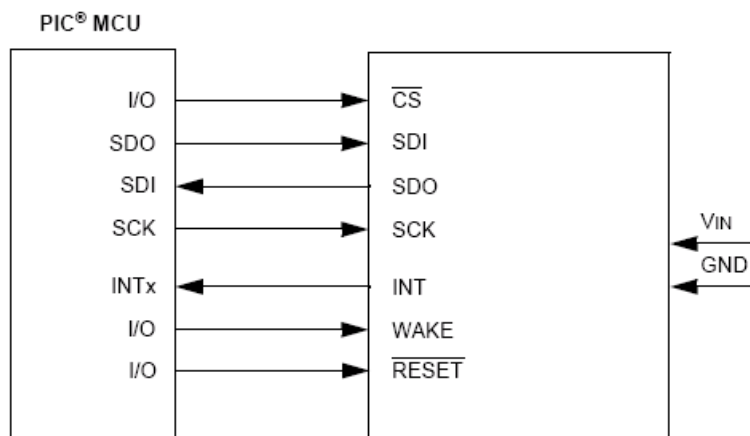 PIC® MCU
I/O CS
SDO SDI
SDI SDO
SCK SCK
VIN
GND
INTx INT
I/O WAKE
I/O RESET